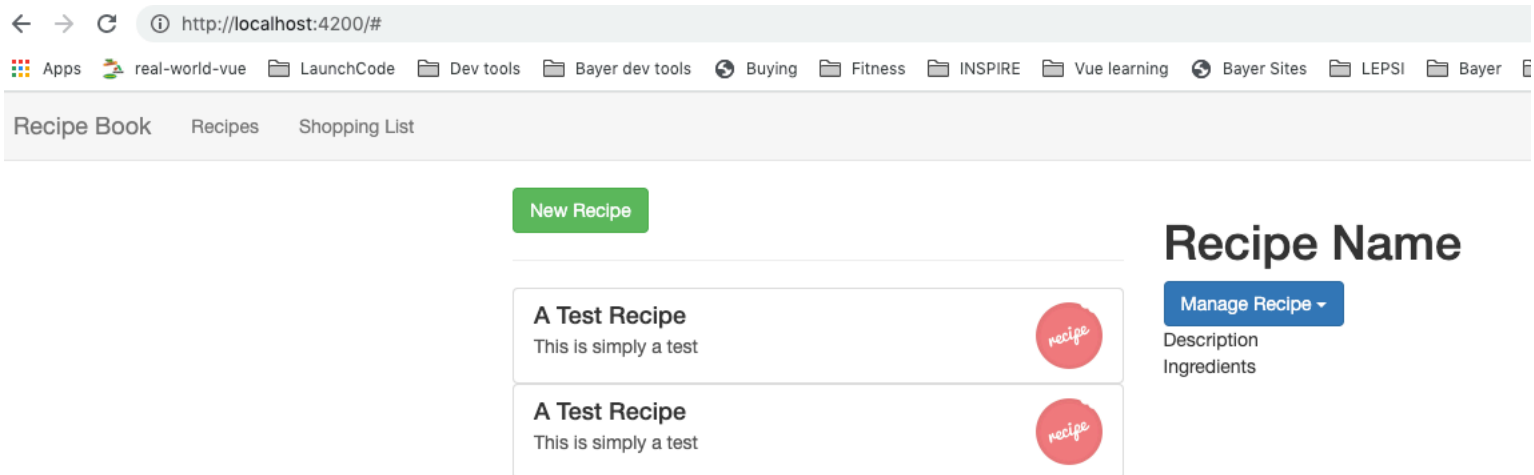 http://localhost:4200/#
Apps real-world-vue LaunchCode Dev tools Bayer dev tools Buying Fitness INSPIRE Vue learning Bayer Sites LEPSI Bayer
Recipe Book Recipes Shopping List
New Recipe
A Test Recipe
This is simply a test
recipe
A Test Recipe
This is simply a test
recipe
Recipe Name
Manage Recipe
Description
Ingredients